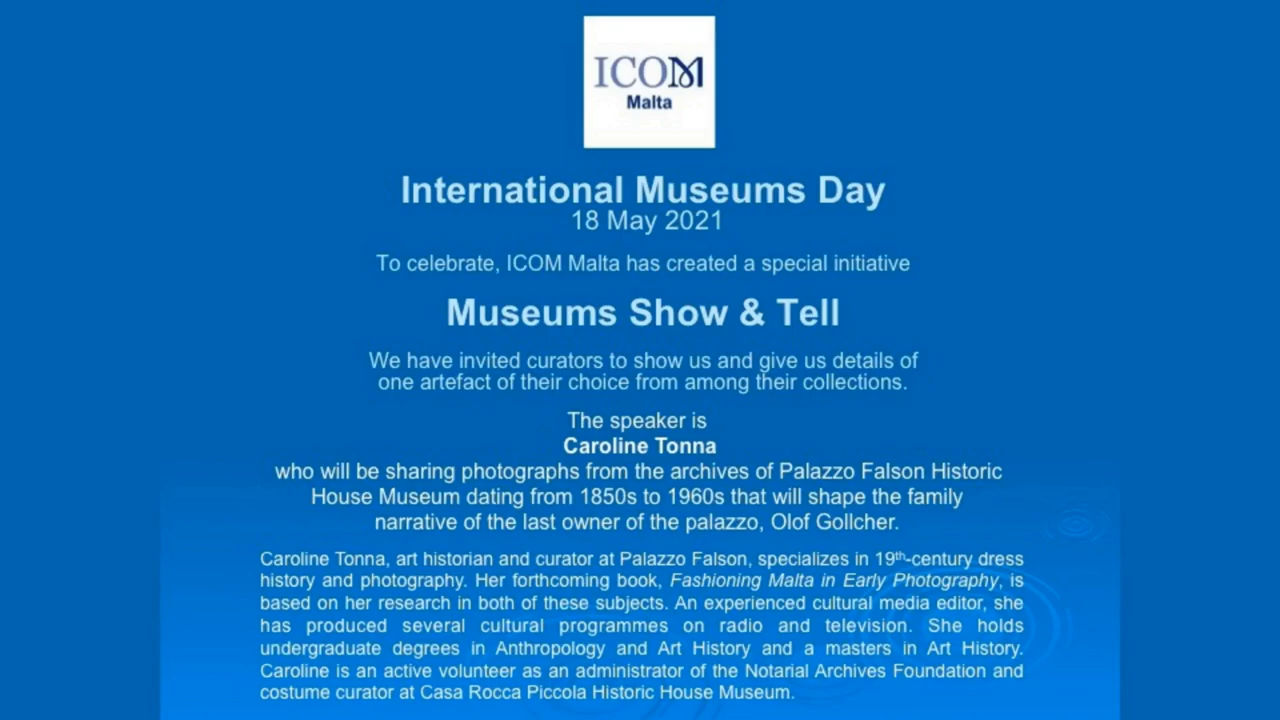 ICOM
Malta
International Museums Day
18 May 2021
To celebrate, ICOM Malta has created a special initiative
Museums Show & Tell
We have invited curators to show us and give us details of
one artefact of their choice from among their collections.
The speaker is
Caroline Tonna
who will be sharing photographs from the archives of Palazzo Falson Historic
House Museum dating from 1850s to 1960s that will shape the family
narrative of the last owner of the palazzo, Olof Gollcher.
Caroline Tonna, art historian and curator at Palazzo Falson, specializes in 19th-century dress
history and photography. Her forthcoming book, Fashioning Malta in Early Photography, is
based on her research in both of these subjects. An experienced cultural media editor, she
has produced several cultural programmes on radio and television. She holds
undergraduate degrees in Anthropology and Art History and a masters in Art History.
Caroline is an active volunteer as an administrator of the Notarial Archives Foundation and
costume curator at Casa Rocca Piccola Historic House Museum.